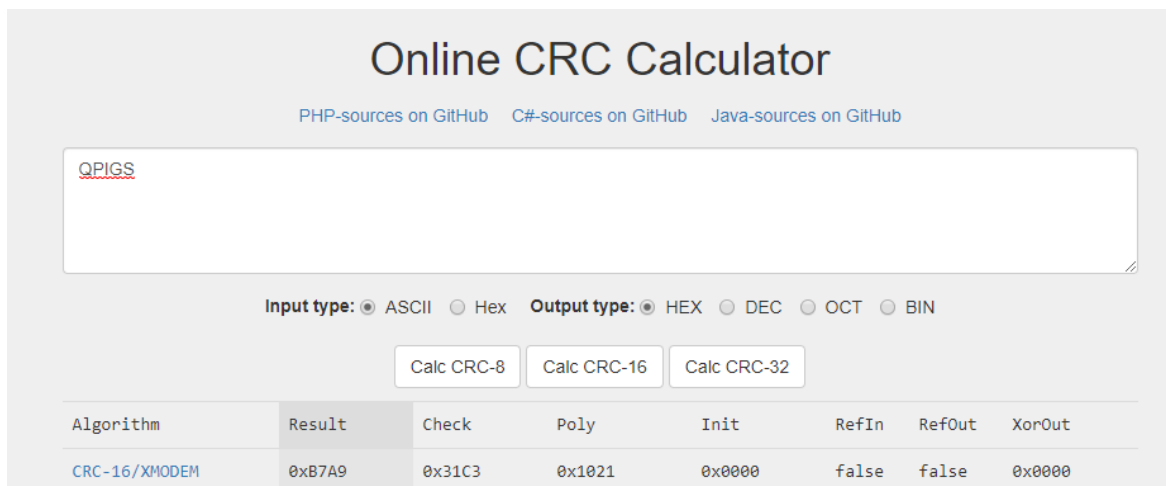 Online CRC Calculator
PHP-sources on GitHub C#-sources on GitHub Java-sources on GitHub
QPIGS
Input type: ASCII Hex Output type: HEX DEC OCT BIN
Calc CRC-8 Calc CRC-16 Calc CRC-32
Algorithm Result Check Poly Init RefIn RefOut XorOut
CRC-16/XMODEM 0xB7A9 0x31C3 0x1021 0x0000 false false 0x0000